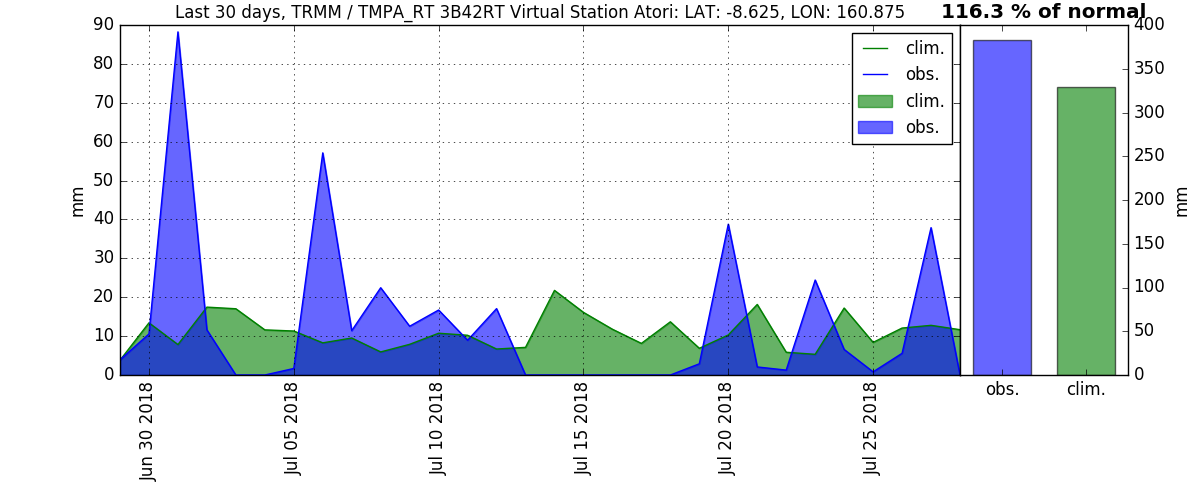 Last 30 days, TRMM / TMPA_RT 3B42RT Virtual Station Atori: LAT: -8.625, LON: 160.875
116.3 % of normal
90
80
70
60
50
40
30
20
10
0
mm
clim.
obs.
clim.
obs.
Jun 30 2018
Jul 05 2018
Jul 10 2018
Jul 15 2018
Jul 20 2018
Jul 25 2018
400
350
300
250
200
150
100
50
0
mm
obs.
clim.